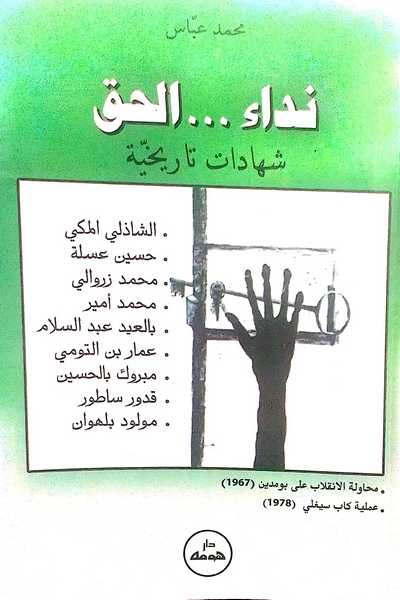 محمد عبّاس
نداء ... الحق
شهادات تاريخيّة
. الشاذلي المكي
. حسين عسلة
. محمد زروالي
. محمد أمير
. بالعيد عبد السلام
. عمار بن التومي
. مبروك بالحسين
. قدور ساطور
. مولود بلهوان
. محاولة الانقلاب على بومدين (1967)
. عملية كاب سيغلي (1978)
دار
هومه